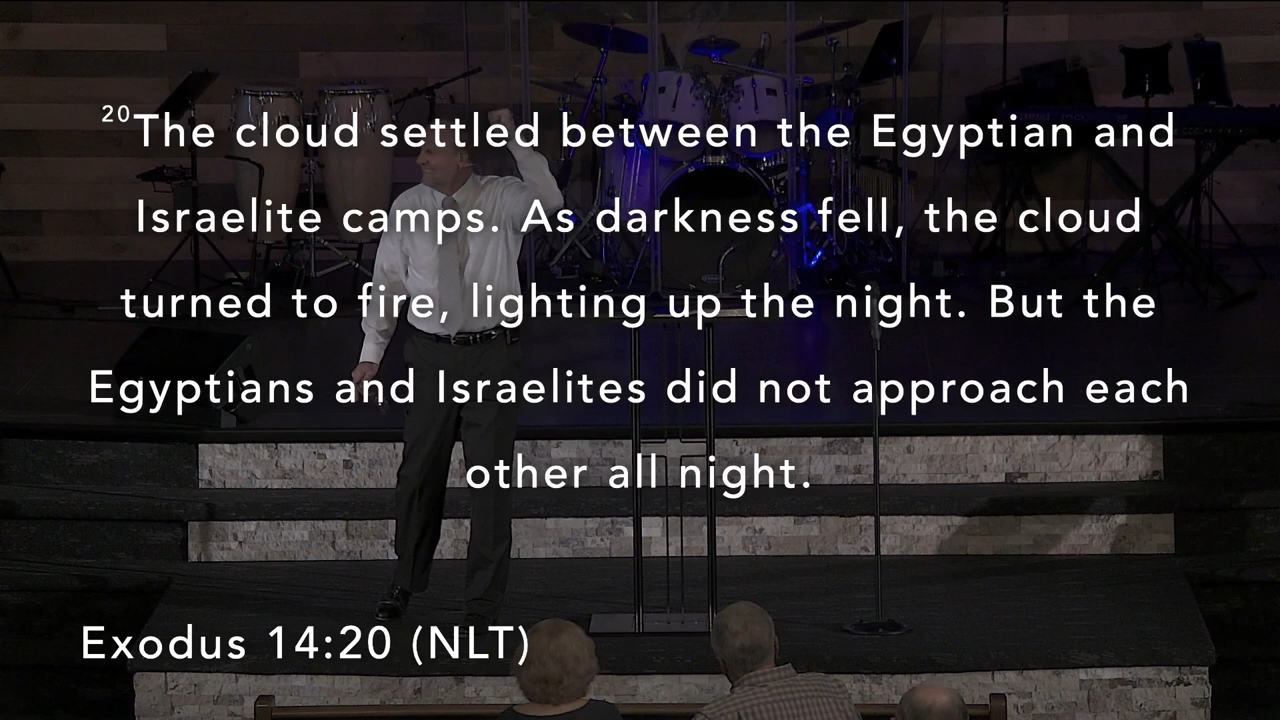 20The cloud settled between the Egyptian and
Israelite camps. As darkness fell, the cloud
turned to fire, lighting up the night. But the
Egyptians and Israelites did not approach each
other all night.
Exodus 14:20 (NLT)